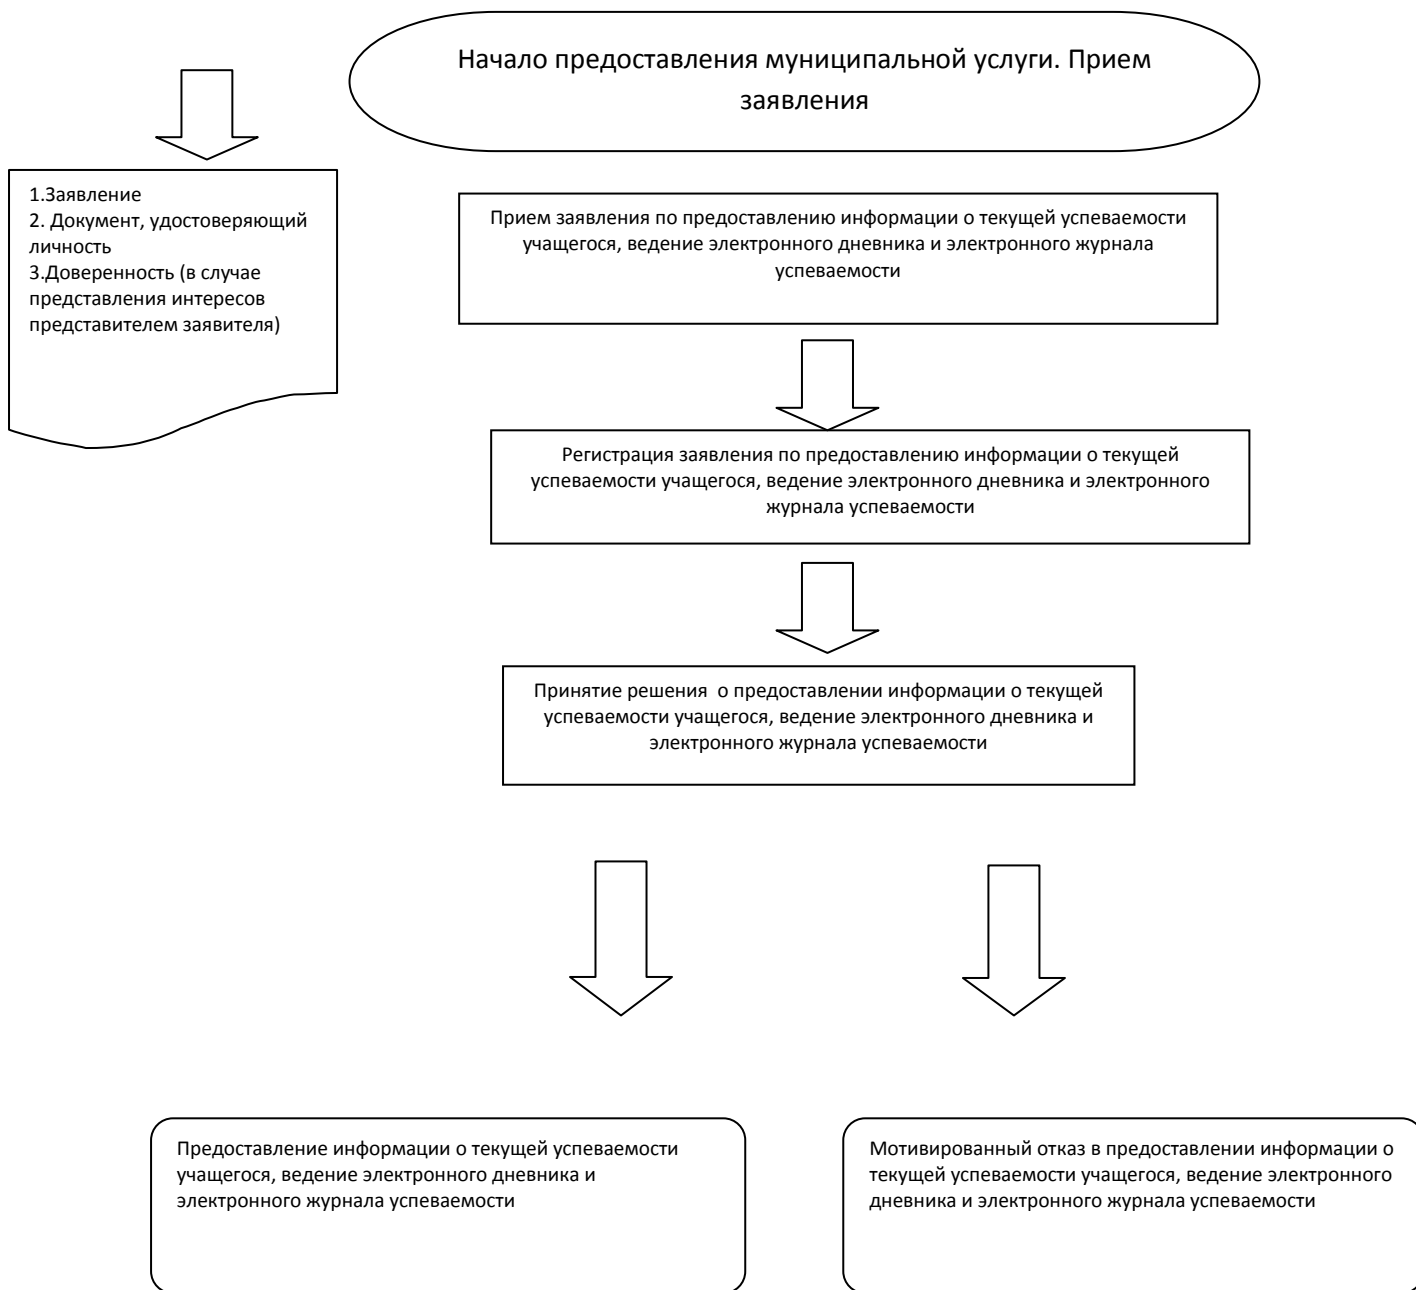 Начало предоставления муниципальной услуги. Прием
заявления
1.Заявление
2. Документ, удостоверяющий
личность
3.Доверенность (в случае
представления интересов
представителем заявителя)
Прием заявления по предоставлению информации о текущей успеваемости
учащегося, ведение электронного дневника и электронного журнала
успеваемости
Регистрация заявления по предоставлению информации о текущей
успеваемости учащегося, ведение электронного дневника и электронного
журнала успеваемости
Принятие решения  о предоставлении информации о текущей
успеваемости учащегося, ведение электронного дневника и
электронного журнала успеваемости
Предоставление информации о текущей успеваемости
учащегося, ведение электронного дневника и
электронного журнала успеваемости
Мотивированный отказ в предоставлении информации о
текущей успеваемости учащегося, ведение электронного
дневника и электронного журнала успеваемости